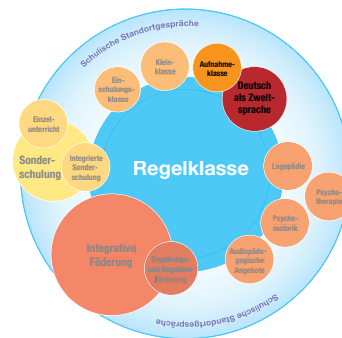 Schulische Standortgespräche
Klein-
klasse
Aufnahme-
klasse
Ein-
schulungs-
klasse
Deutsch
als Zweit-
sprache
Einzel-
unterricht
Sonder-
schulung
Integrierte
Sonder-
schulung
Regelklasse
Logopädie
Psycho-
therapie
Psycho-
motorik
Integrative
Föderung
Begabungs-
und Begabten-
förderung
Audiopäda-
gogische
Angebote
Schulische Standortgespräche